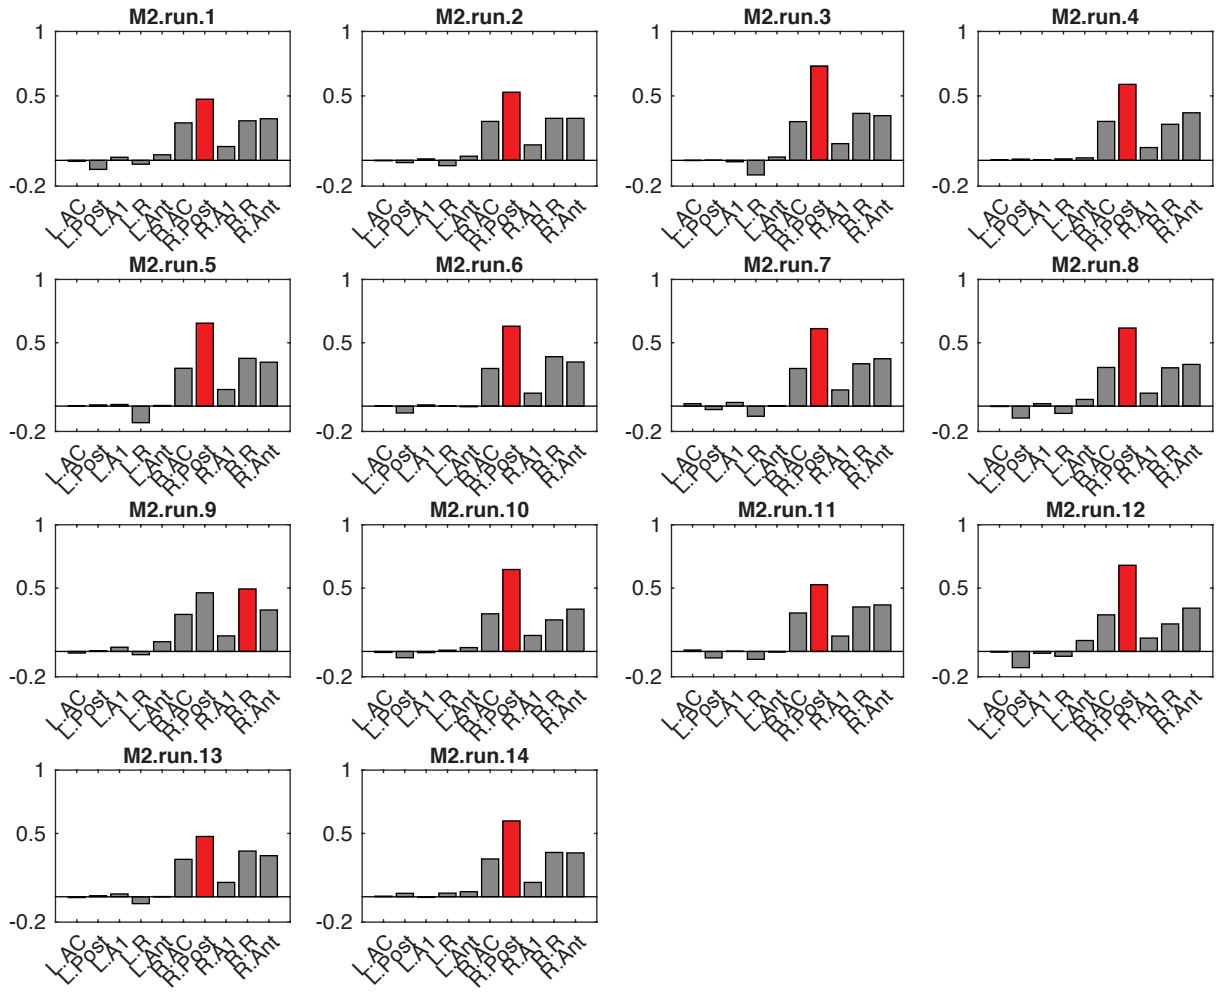 M2.run.1 M2.run.2 M2.run.3 M2.run.4
1 1 1 1
0.5 0.5 0.5 0.5
-0.2 -0.2 -0.2 -0.2
L.AC L.Post L.A1 L.R L.Ant R.AC R.Post R.A1 R.R R.Ant L.AC L.Post L.A1 L.R L.Ant R.AC R.Post R.A1 R.R R.Ant L.AC L.Post L.A1 L.R L.Ant R.AC R.Post R.A1 R.R R.Ant L.AC L.Post L.A1 L.R L.Ant R.AC R.Post R.A1 R.R R.Ant
M2.run.5 M2.run.6 M2.run.7 M2.run.8
1 1 1 1
0.5 0.5 0.5 0.5
-0.2 -0.2 -0.2 -0.2
L.AC L.Post L.A1 L.R L.Ant R.AC R.Post R.A1 R.R R.Ant L.AC L.Post L.A1 L.R L.Ant R.AC R.Post R.A1 R.R R.Ant L.AC L.Post L.A1 L.R L.Ant R.AC R.Post R.A1 R.R R.Ant L.AC L.Post L.A1 L.R L.Ant R.AC R.Post R.A1 R.R R.Ant
M2.run.9 M2.run.10 M2.run.11 M2.run.12
1 1 1 1
0.5 0.5 0.5 0.5
-0.2 -0.2 -0.2 -0.2
L.AC L.Post L.A1 L.R L.Ant R.AC R.Post R.A1 R.R R.Ant L.AC L.Post L.A1 L.R L.Ant R.AC R.Post R.A1 R.R R.Ant L.AC L.Post L.A1 L.R L.Ant R.AC R.Post R.A1 R.R R.Ant L.AC L.Post L.A1 L.R L.Ant R.AC R.Post R.A1 R.R R.Ant
M2.run.13 M2.run.14
1 1
0.5 0.5
-0.2 -0.2
L.AC L.Post L.A1 L.R L.Ant R.AC R.Post R.A1 R.R R.Ant L.AC L.Post L.A1 L.R L.Ant R.AC R.Post R.A1 R.R R.Ant